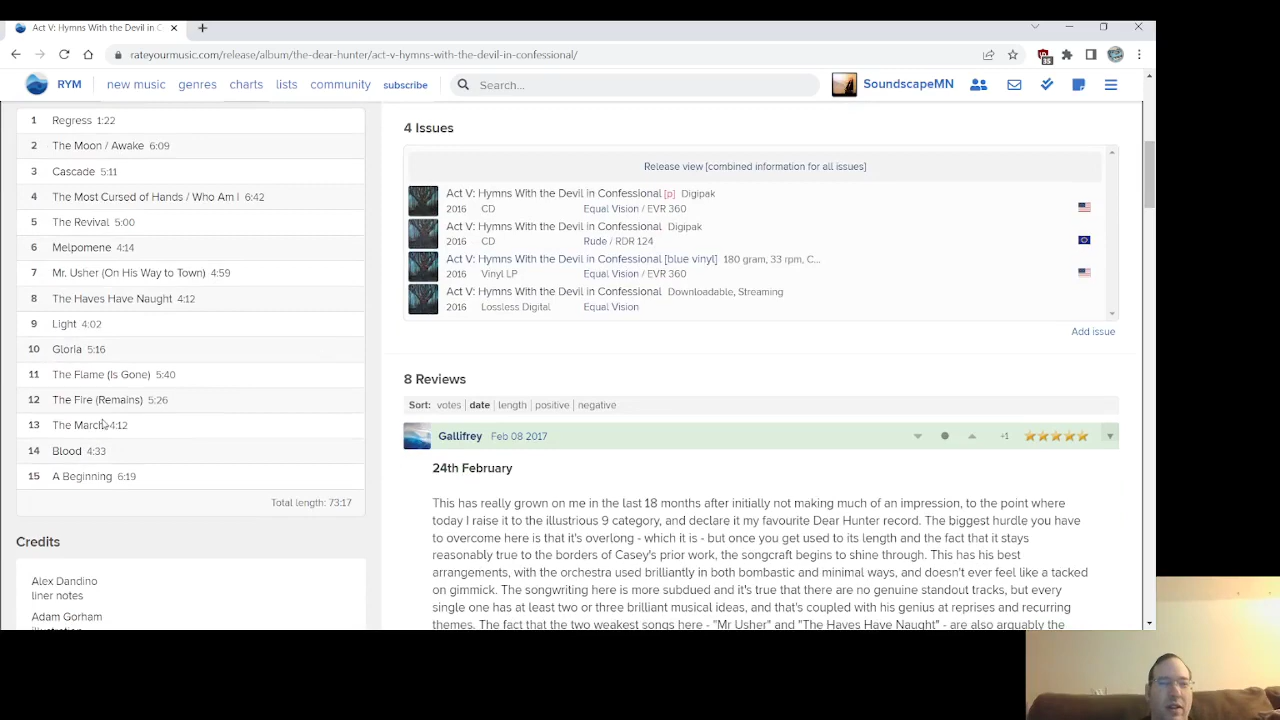 Act V: Hymns With the Devil in C
rateyourmusic.com/release/album/the-dear-hunter/act-v-hymns-with-the-devil-in-confessional/
35
RYM new music genres charts lists community subscribe Search... SoundscapeMN
1 Regress 1:22
2 The Moon / Awake 6:09
3 Cascade 5:11
4 The Most Cursed of Hands / Who Am I 6:42
5 The Revival 5:00
6 Melpomene 4:14
7 Mr. Usher (On His Way to Town) 4:59
8 The Haves Have Naught 4:12
9 Light 4:02
10 Gloria 5:16
11 The Flame (Is Gone) 5:40
12 The Fire (Remains) 5:26
13 The March 4:12
14 Blood 4:33
15 A Beginning 6:19
Total length: 73:17
Credits
Alex Dandino
liner notes
Adam Gorham
4 Issues
Release view [combined information for all issues]
Act V: Hymns With the Devil in Confessional [p] Digipak
2016 CD Equal Vision / EVR 360
Act V: Hymns With the Devil in Confessional Digipak
2016 CD Rude / RDR 124
Act V: Hymns With the Devil in Confessional [blue vinyl] 180 gram, 33 rpm, C...
2016 Vinyl LP Equal Vision / EVR 360
Act V: Hymns With the Devil in Confessional Downloadable, Streaming
2016 Lossless Digital Equal Vision
Add issue
8 Reviews
Sort: votes date length positive negative
Gallifrey Feb 08 2017 +1
24th February
This has really grown on me in the last 18 months after initially not making much of an impression, to the point where
today I raise it to the illustrious 9 category, and declare it my favourite Dear Hunter record. The biggest hurdle you have
to overcome here is that it's overlong - which it is - but once you get used to its length and the fact that it stays
reasonably true to the borders of Casey's prior work, the songcraft begins to shine through. This has his best
arrangements, with the orchestra used brilliantly in both bombastic and minimal ways, and doesn't ever feel like a tacked
on gimmick. The songwriting here is more subdued and it's true that there are no genuine standout tracks, but every
single one has at least two or three brilliant musical ideas, and that's coupled with his genius at reprises and recurring
themes. The fact that the two weakest songs here - "Mr Usher" and "The Haves Have Naught" - are also arguably the